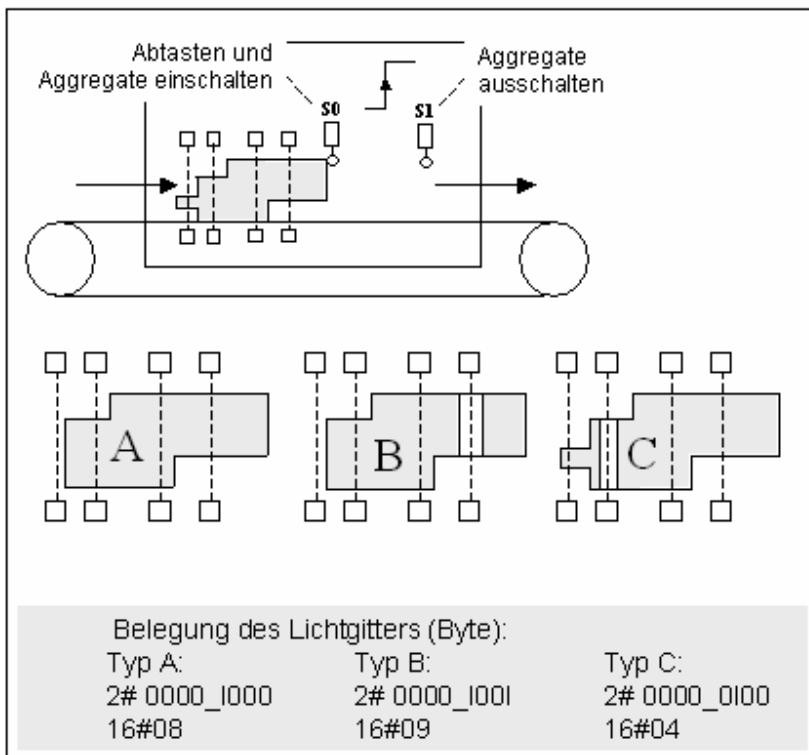 Abtasten und
Aggregate einschalten
Aggregate
ausschalten
S0
S1
A
B
C
Belegung des Lichtgitters (Byte):
Typ A:
Typ B:
Typ C:
2# 0000_I000
2# 0000_I00I
2# 0000_0I00
16#08
16#09
16#04